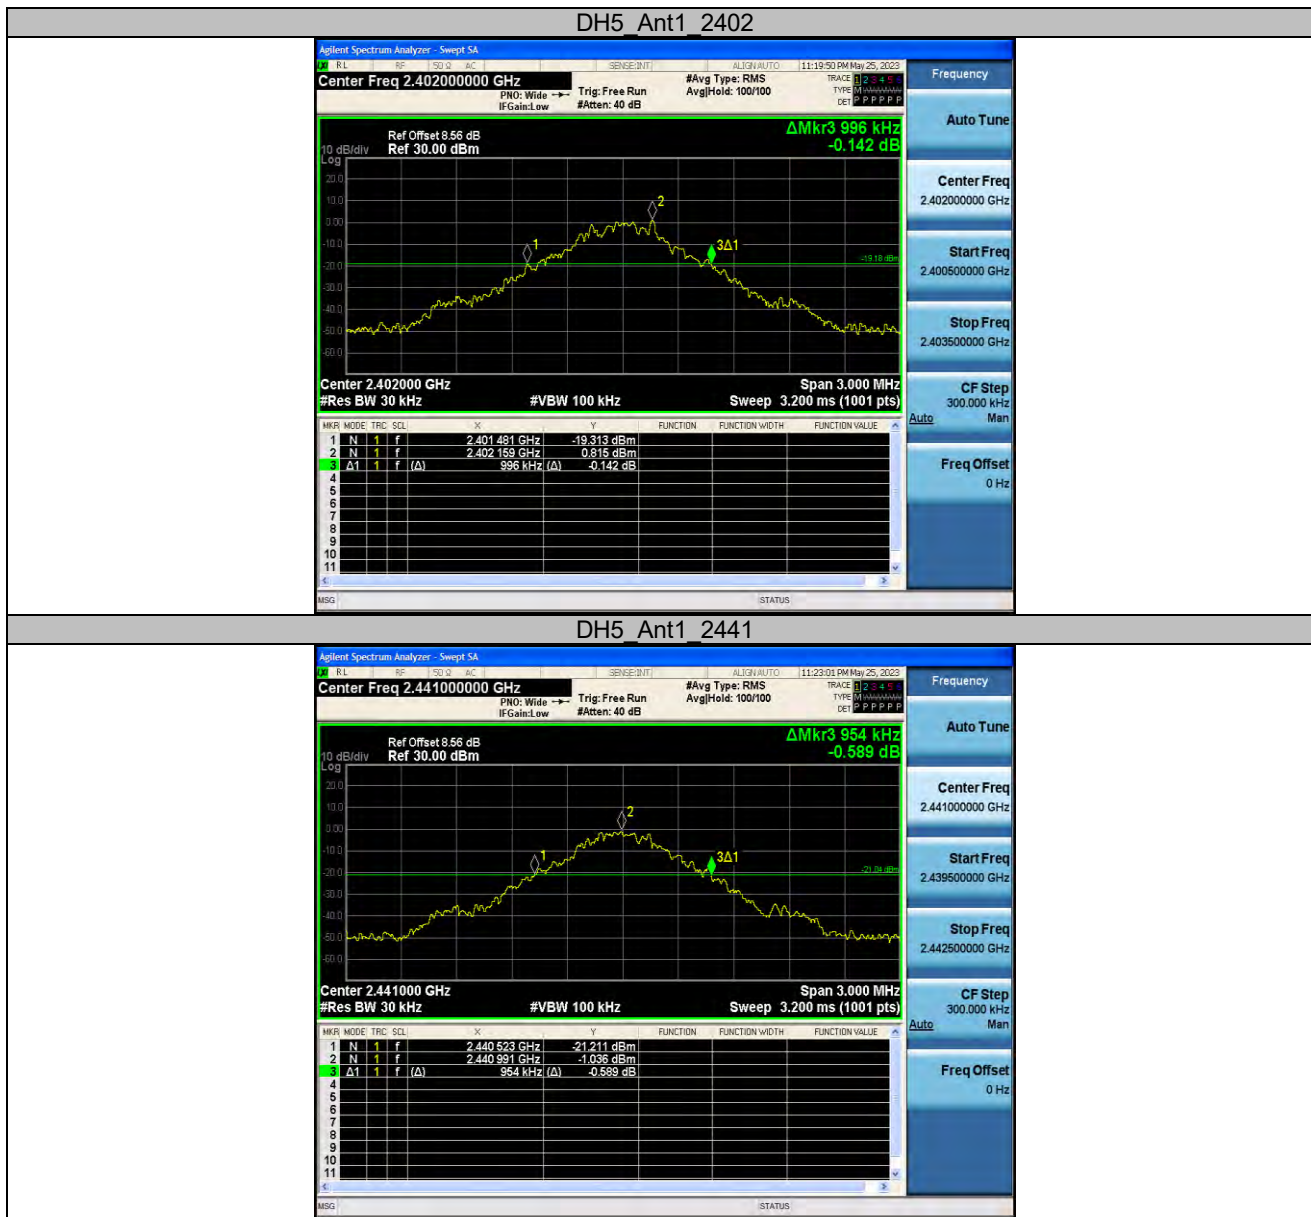 DH5_Ant1_2402
Agilent Spectrum Analyzer - Swept SA
RL RF 50 Ω AC SENSE:INT ALIGN AUTO 11:19:50 PM May 25, 2023
Center Freq 2.402000000 GHz
PNO: Wide
IFGain:Low
Trig: Free Run
#Atten: 40 dB
#Avg Type: RMS
Avg|Hold: 100/100
TRACE 1 2 3 4 5
TYPE M
DET P P P P P P
Frequency
Auto Tune
Center Freq
2.402000000 GHz
Start Freq
2.400500000 GHz
Stop Freq
2.403500000 GHz
CF Step
300.000 kHz
Auto Man
Freq Offset
0 Hz
ΔMkr3 996 kHz
-0.142 dB
Ref Offset 8.56 dB
10 dB/div Ref 30.00 dBm
Log
20.0
10.0
0.00
-10.0
-20.0
-30.0
-40.0
-50.0
-60.0
1
2
3Δ1
-19.18 dBm
Center 2.402000 GHz Span 3.000 MHz
#Res BW 30 kHz #VBW 100 kHz Sweep 3.200 ms (1001 pts)
MKR MODE TRC SCL X Y FUNCTION FUNCTION WIDTH FUNCTION VALUE
1 N 1 f 2.401 481 GHz -19.313 dBm
2 N 1 f 2.402 159 GHz 0.815 dBm
3 Δ1 1 f (Δ) 996 kHz (Δ) -0.142 dB
4
5
6
7
8
9
10
11
MSG STATUS
DH5_Ant1_2441
Agilent Spectrum Analyzer - Swept SA
RL RF 50 Ω AC SENSE:INT ALIGN AUTO 11:23:01 PM May 25, 2023
Center Freq 2.441000000 GHz
PNO: Wide
IFGain:Low
Trig: Free Run
#Atten: 40 dB
#Avg Type: RMS
Avg|Hold: 100/100
TRACE 1 2 3 4 5
TYPE M
DET P P P P P P
Frequency
Auto Tune
Center Freq
2.441000000 GHz
Start Freq
2.439500000 GHz
Stop Freq
2.442500000 GHz
CF Step
300.000 kHz
Auto Man
Freq Offset
0 Hz
ΔMkr3 954 kHz
-0.589 dB
Ref Offset 8.56 dB
10 dB/div Ref 30.00 dBm
Log
20.0
10.0
0.00
-10.0
-20.0
-30.0
-40.0
-50.0
-60.0
1
2
3Δ1
-21.04 dBm
Center 2.441000 GHz Span 3.000 MHz
#Res BW 30 kHz #VBW 100 kHz Sweep 3.200 ms (1001 pts)
MKR MODE TRC SCL X Y FUNCTION FUNCTION WIDTH FUNCTION VALUE
1 N 1 f 2.440 523 GHz -21.211 dBm
2 N 1 f 2.440 991 GHz -1.036 dBm
3 Δ1 1 f (Δ) 954 kHz (Δ) -0.589 dB
4
5
6
7
8
9
10
11
MSG STATUS